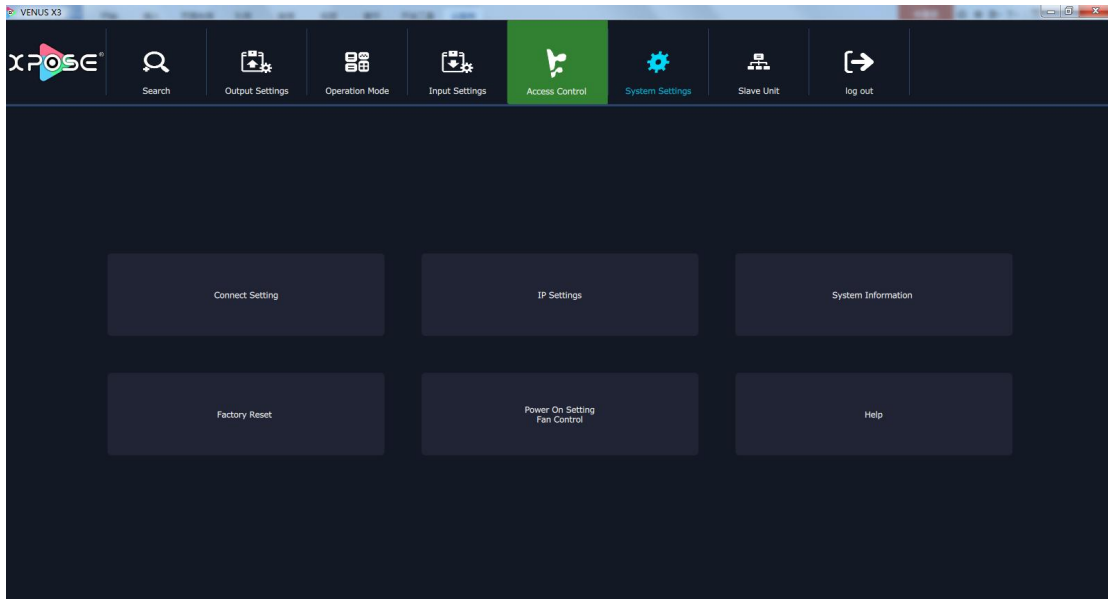 VENUS X3
XPOSE®
Search
Output Settings
Operation Mode
Input Settings
Access Control
System Settings
Slave Unit
log out
Connect Setting
IP Settings
System Information
Factory Reset
Power On Setting
Fan Control
Help